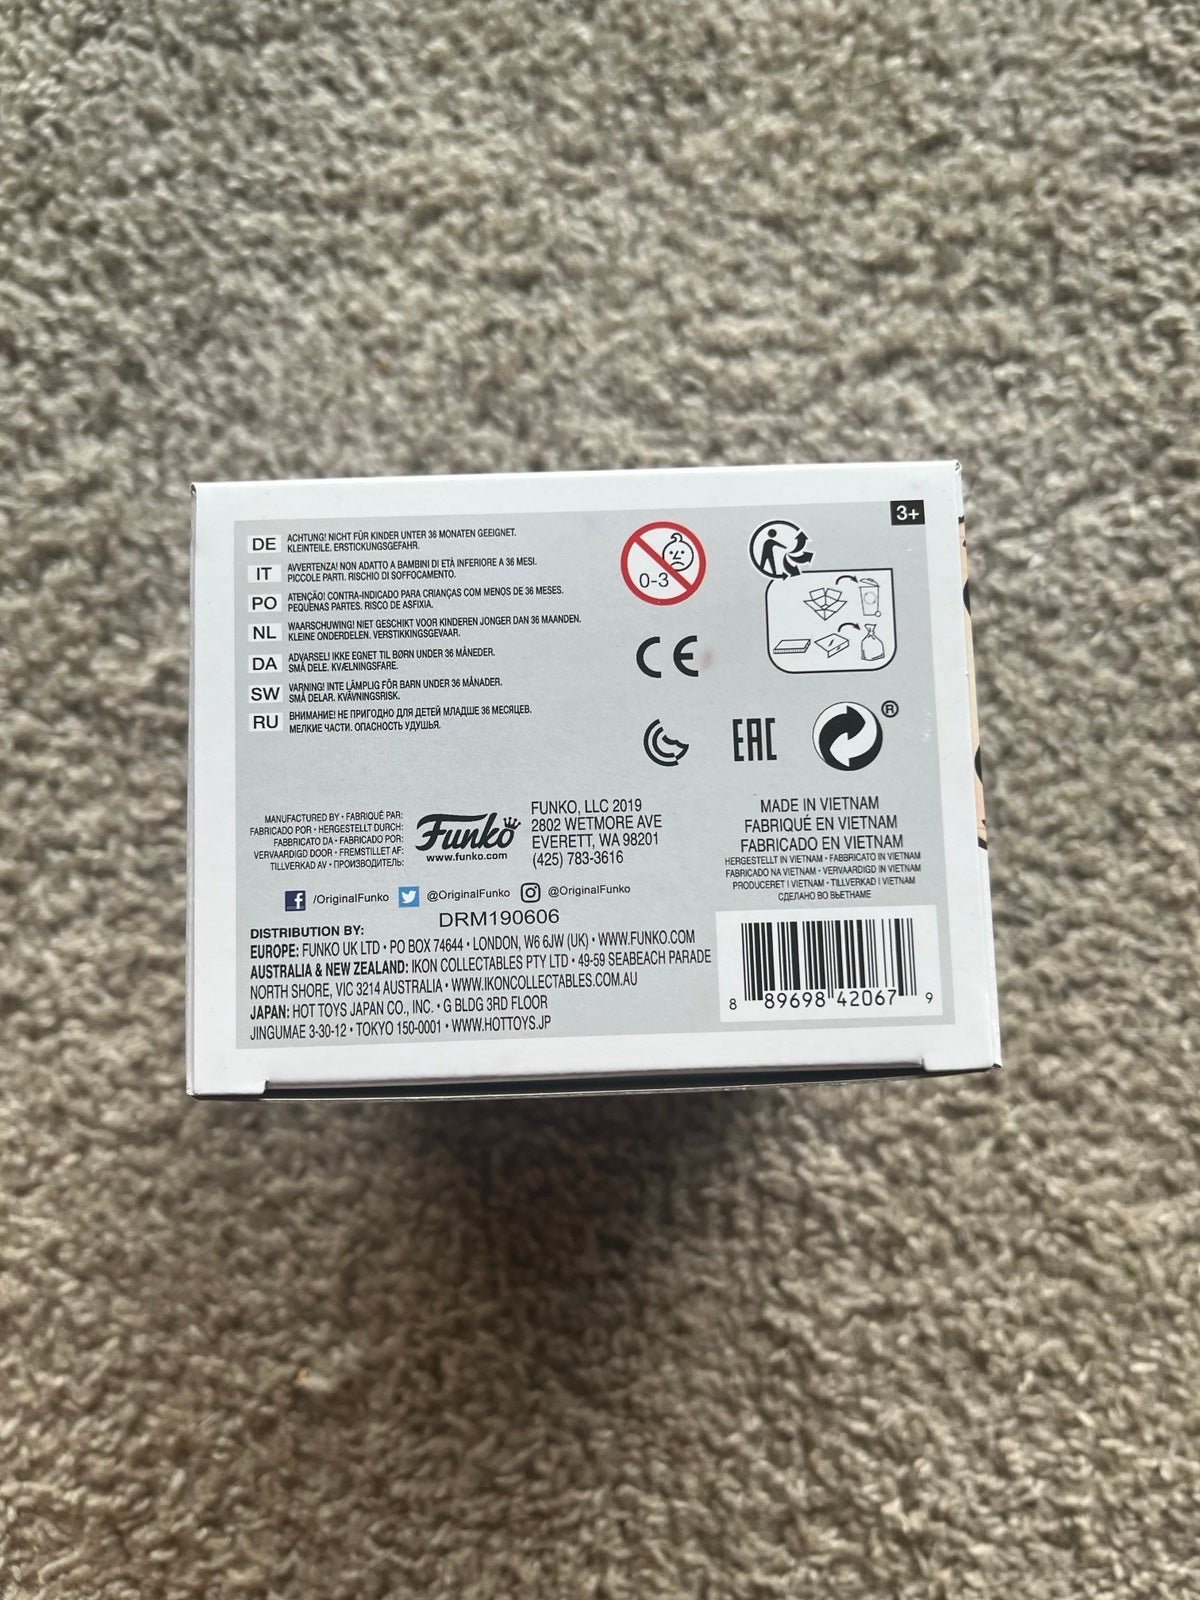 3+
DE ACHTUNG! NICHT FÜR KINDER UNTER 36 MONATEN GEEIGNET.
KLEINTEILE. ERSTICKUNGSGEFAHR.
IT AVVERTENZA! NON ADATTO A BAMBINI DI ETÀ INFERIORE A 36 MESI.
PICCOLE PARTI. RISCHIO DI SOFFOCAMENTO.
PO ATENÇÃO! CONTRA-INDICADO PARA CRIANÇAS COM MENOS DE 36 MESES.
PEQUENAS PARTES. RISCO DE ASFIXIA.
NL WAARSCHUWING! NIET GESCHIKT VOOR KINDEREN JONGER DAN 36 MAANDEN.
KLEINE ONDERDELEN. VERSTIKKINGSGEVAAR.
DA ADVARSEL! IKKE EGNET TIL BØRN UNDER 36 MÅNEDER.
SMÅ DELE. KVÆLNINGSFARE.
SW VARNING! INTE LÄMPLIG FÖR BARN UNDER 36 MÅNADER.
SMÅ DELAR. KVÄVNINGSRISK.
RU ВНИМАНИЕ! НЕ ПРИГОДНО ДЛЯ ДЕТЕЙ МЛАДШЕ 36 МЕСЯЦЕВ.
МЕЛКИЕ ЧАСТИ. ОПАСНОСТЬ УДУШЬЯ.
0-3
CE
EAC
®
MANUFACTURED BY • FABRIQUÉ PAR:
FABRICADO POR • HERGESTELLT DURCH:
FABBRICATO DA • FABRICADO POR:
VERVAARDIGD DOOR • FREMSTILLET AF:
TILLVERKAD AV • ПРОИЗВОДИТЕЛЬ:
Funko
www.funko.com
FUNKO, LLC 2019
2802 WETMORE AVE
EVERETT, WA 98201
(425) 783-3616
MADE IN VIETNAM
FABRIQUÉ EN VIETNAM
FABRICADO EN VIETNAM
HERGESTELLT IN VIETNAM • FABBRICATO IN VIETNAM
FABRICADO NA VIETNAM • VERVAARDIGD IN VIETNAM
PRODUCERET I VIETNAM • TILLVERKAD I VIETNAM
СДЕЛАНО ВО ВЬЕТНАМЕ
/OriginalFunko @OriginalFunko @OriginalFunko
DRM190606
DISTRIBUTION BY:
EUROPE: FUNKO UK LTD • PO BOX 74644 • LONDON, W6 6JW (UK) • WWW.FUNKO.COM
AUSTRALIA & NEW ZEALAND: IKON COLLECTABLES PTY LTD • 49-59 SEABEACH PARADE
NORTH SHORE, VIC 3214 AUSTRALIA • WWW.IKONCOLLECTABLES.COM.AU
JAPAN: HOT TOYS JAPAN CO., INC. • G BLDG 3RD FLOOR
JINGUMAE 3-30-12 • TOKYO 150-0001 • WWW.HOTTOYS.JP
8 89698 42067 9